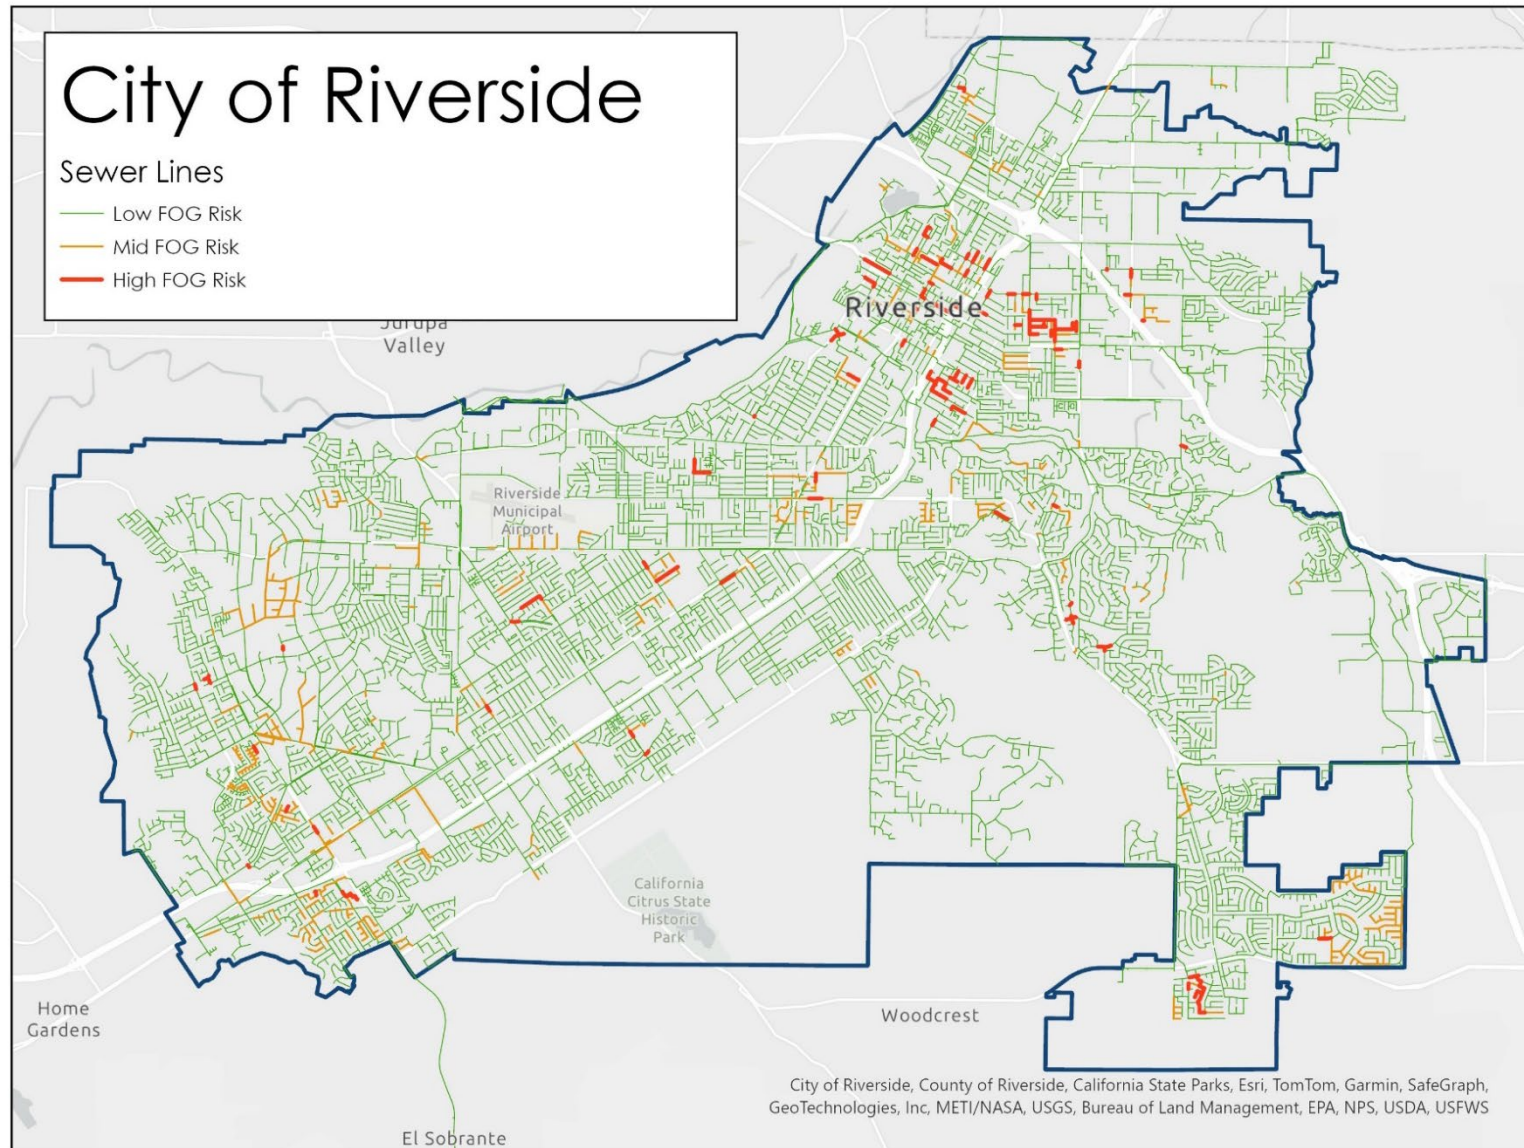 City of Riverside
Sewer Lines
Low FOG Risk
Mid FOG Risk
High FOG Risk
Jurupa
Valley
Riverside
Riverside
Municipal
Airport
California
Citrus State
Historic
Park
Home
Gardens
Woodcrest
El Sobrante
City of Riverside, County of Riverside, California State Parks, Esri, TomTom, Garmin, SafeGraph,
GeoTechnologies, Inc, METI/NASA, USGS, Bureau of Land Management, EPA, NPS, USDA, USFWS